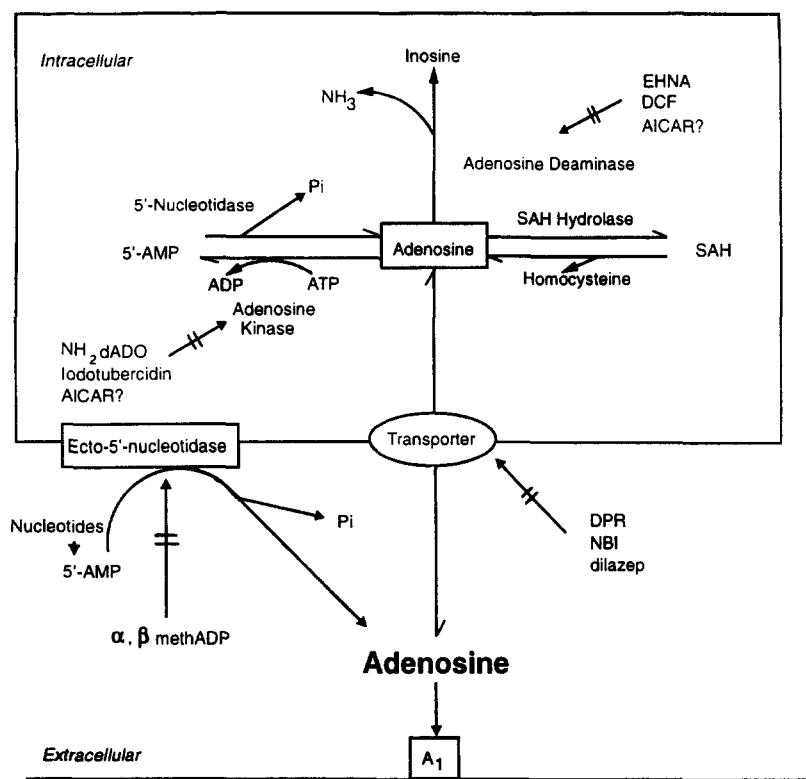 Intracellular
Inosine
NH3
EHNA
DCF
AICAR?
Adenosine Deaminase
5'-Nucleotidase
Pi
SAH Hydrolase
5'-AMP
Adenosine
SAH
ADP
ATP
Homocysteine
Adenosine
Kinase
NH2dADO
Iodotubercidin
AICAR?
Ecto-5'-nucleotidase
Transporter
Nucleotides
5'-AMP
Pi
DPR
NBI
dilazep
α, β methADP
Adenosine
Extracellular
A1